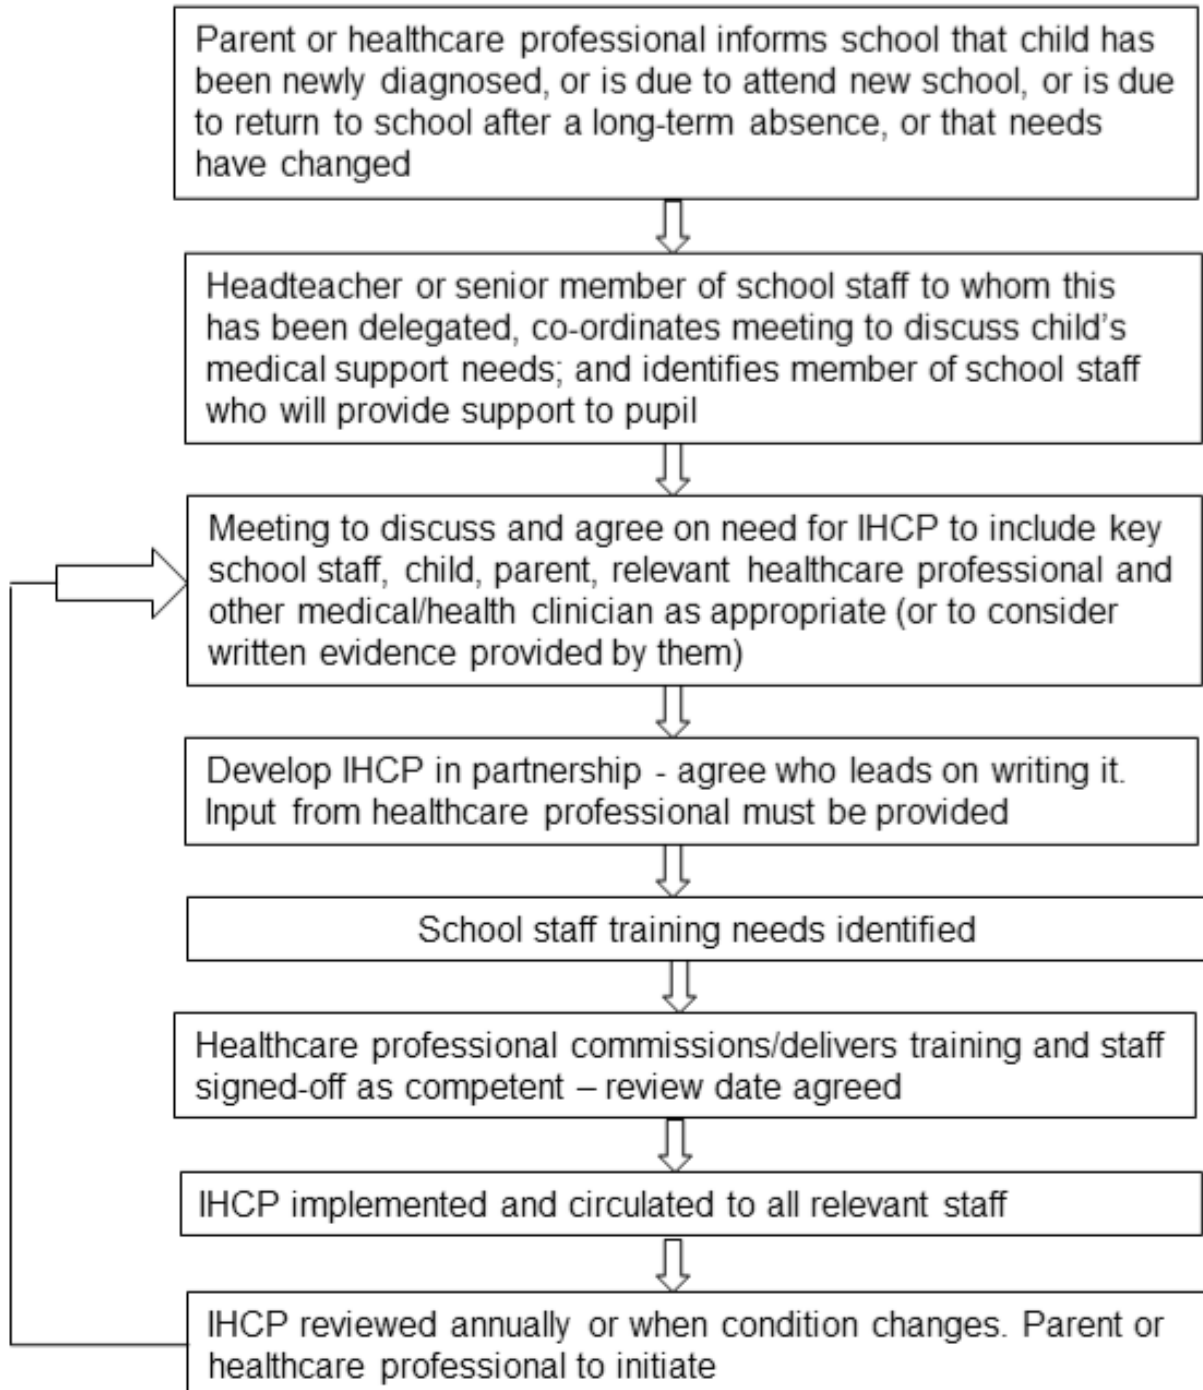 Parent or healthcare professional informs school that child has
been newly diagnosed, or is due to attend new school, or is due
to return to school after a long-term absence, or that needs
have changed
Headteacher or senior member of school staff to whom this
has been delegated, co-ordinates meeting to discuss child’s
medical support needs; and identifies member of school staff
who will provide support to pupil
Meeting to discuss and agree on need for IHCP to include key
school staff, child, parent, relevant healthcare professional and
other medical/health clinician as appropriate (or to consider
written evidence provided by them)
Develop IHCP in partnership - agree who leads on writing it.
Input from healthcare professional must be provided
School staff training needs identified
Healthcare professional commissions/delivers training and staff
signed-off as competent – review date agreed
IHCP implemented and circulated to all relevant staff
IHCP reviewed annually or when condition changes. Parent or
healthcare professional to initiate